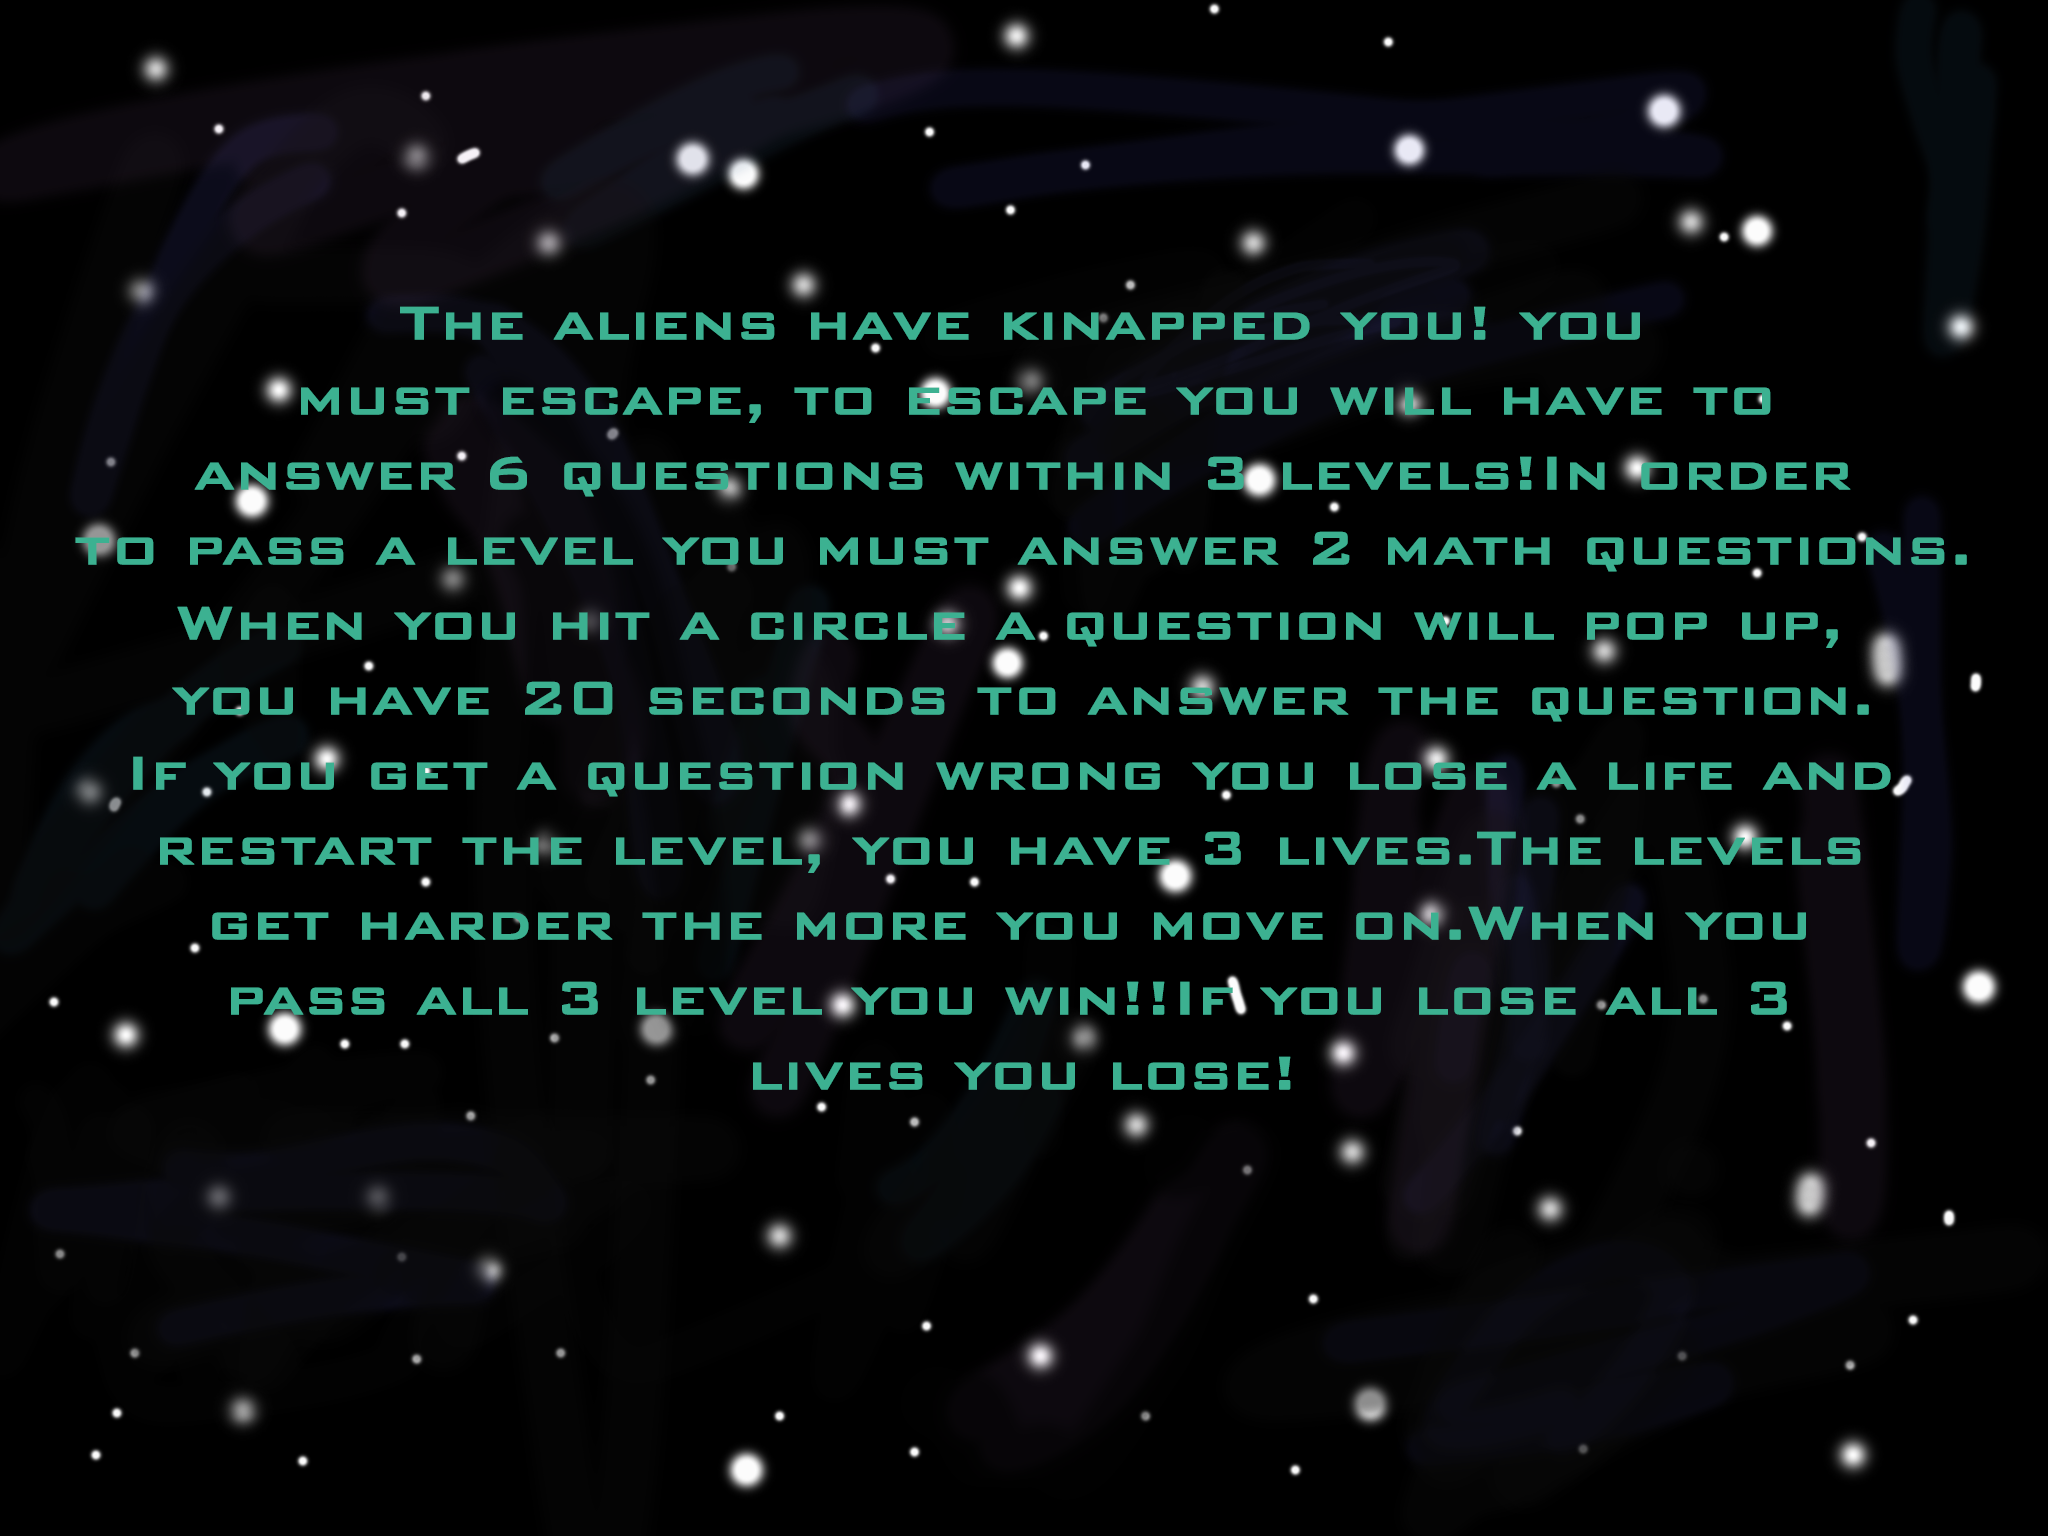 The aliens have kinapped you! you
must escape, to escape you will have to
answer 6 questions within 3 levels!In order
to pass a level you must answer 2 math questions.
When you hit a circle a question will pop up,
you have 20 seconds to answer the question.
If you get a question wrong you lose a life and
restart the level, you have 3 lives.The levels
get harder the more you move on.When you
pass all 3 level you win!!If you lose all 3
lives you lose!